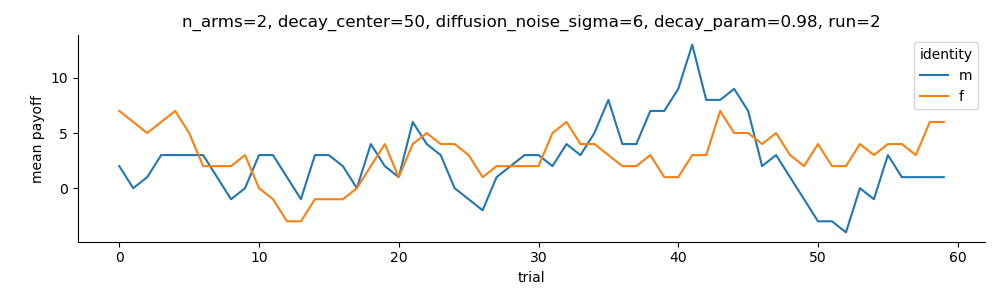 n_arms=2, decay_center=50, diffusion_noise_sigma=6, decay_param=0.98, run=2
identity
m
f
mean payoff
10
5
0
0
10
20
30
40
50
60
trial